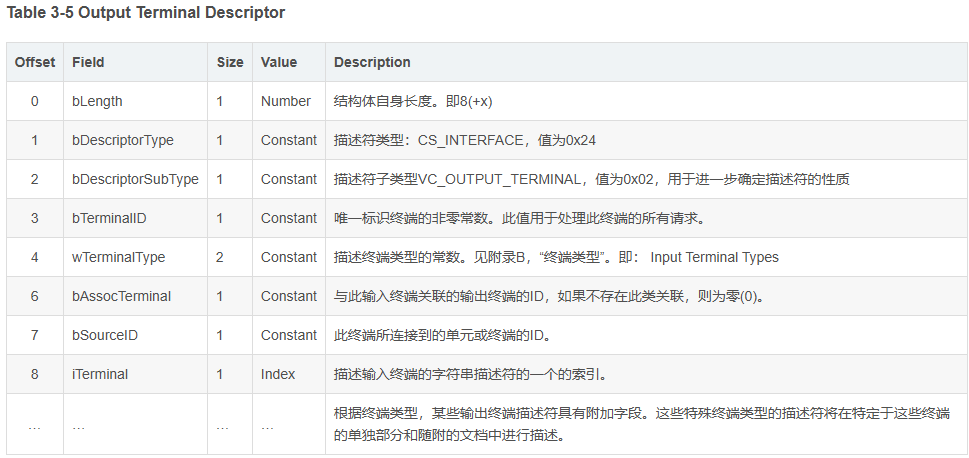 Table 3-5 Output Terminal Descriptor
Offset Field Size Value Description
0 bLength 1 Number 结构体自身长度。即8(+x)
1 bDescriptorType 1 Constant 描述符类型：CS_INTERFACE，值为0x24
2 bDescriptorSubType 1 Constant 描述符子类型VC_OUTPUT_TERMINAL，值为0x02，用于进一步确定描述符的性质
3 bTerminalID 1 Constant 唯一标识终端的非零常数。此值用于处理此终端的所有请求。
4 wTerminalType 2 Constant 描述终端类型的常数。见附录B，“终端类型”。即： Input Terminal Types
6 bAssocTerminal 1 Constant 与此输入终端关联的输出终端的ID，如果不存在此类关联，则为零(0)。
7 bSourceID 1 Constant 此终端所连接到的单元或终端的ID。
8 iTerminal 1 Index 描述输入终端的字符串描述符的一个的索引。
… … … … 根据终端类型，某些输出终端描述符具有附加字段。这些特殊终端类型的描述符将在特定于这些终端
的单独部分和随附的文档中进行描述。